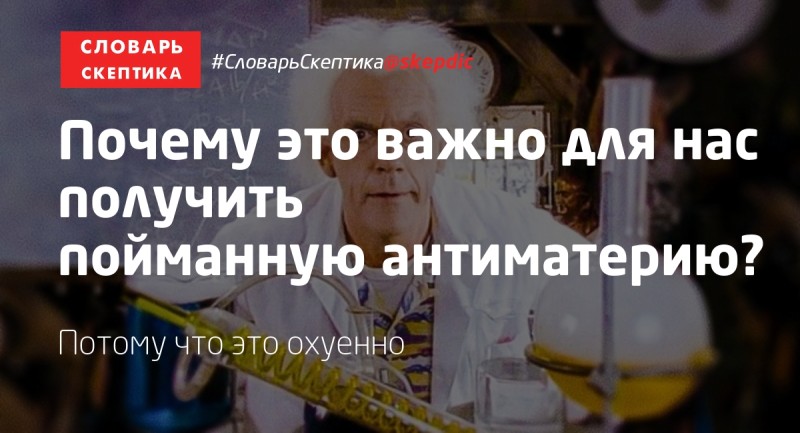 СЛОВАРЬ
СКЕПТИКА
#СловарьСкептика@skepdic
Почему это важно для нас
получить
пойманную антиматерию?
Потому что это охуенно